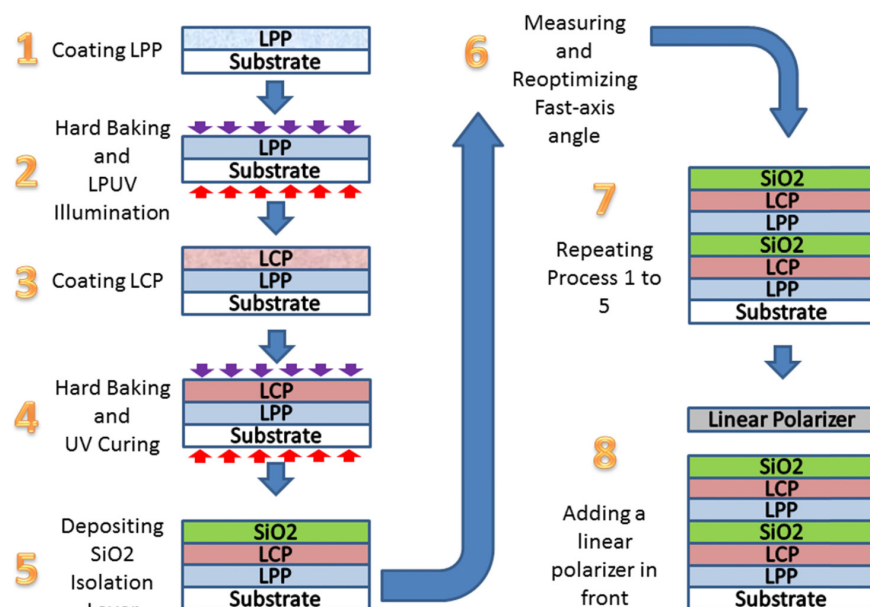 1
Coating LPP
LPP
Substrate
2
Hard Baking
and
LPUV
Illumination
LPP
Substrate
3
Coating LCP
LCP
LPP
Substrate
4
Hard Baking
and
UV Curing
LCP
LPP
Substrate
5
Depositing
SiO2
Isolation
Layer
SiO2
LCP
LPP
Substrate
6
Measuring
and
Reoptimizing
Fast-axis
angle
7
Repeating
Process 1 to
5
SiO2
LCP
LPP
SiO2
LCP
LPP
Substrate
8
Adding a
linear
polarizer in
front
Linear Polarizer
SiO2
LCP
LPP
SiO2
LCP
LPP
Substrate